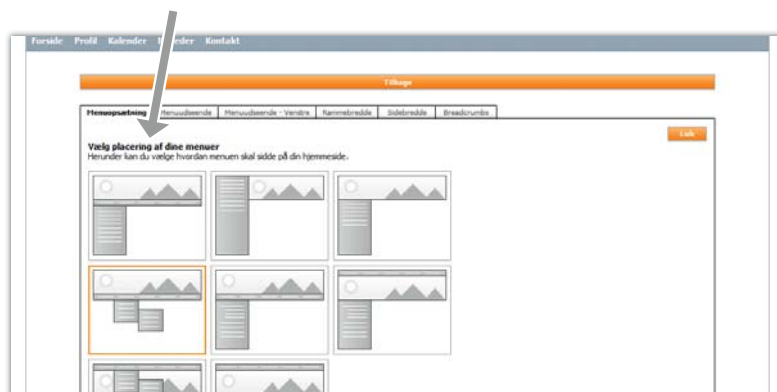 Forside Profil Kalender Kontakt
Tilbage
Menuopsætning Menuudseende Menuudseende - Venstre Rammebredde Sidebredde Breadcrumbs
Luk
Vælg placering af dine menuer
Herunder kan du vælge hvordan menuen skal sidde på din hjemmeside.